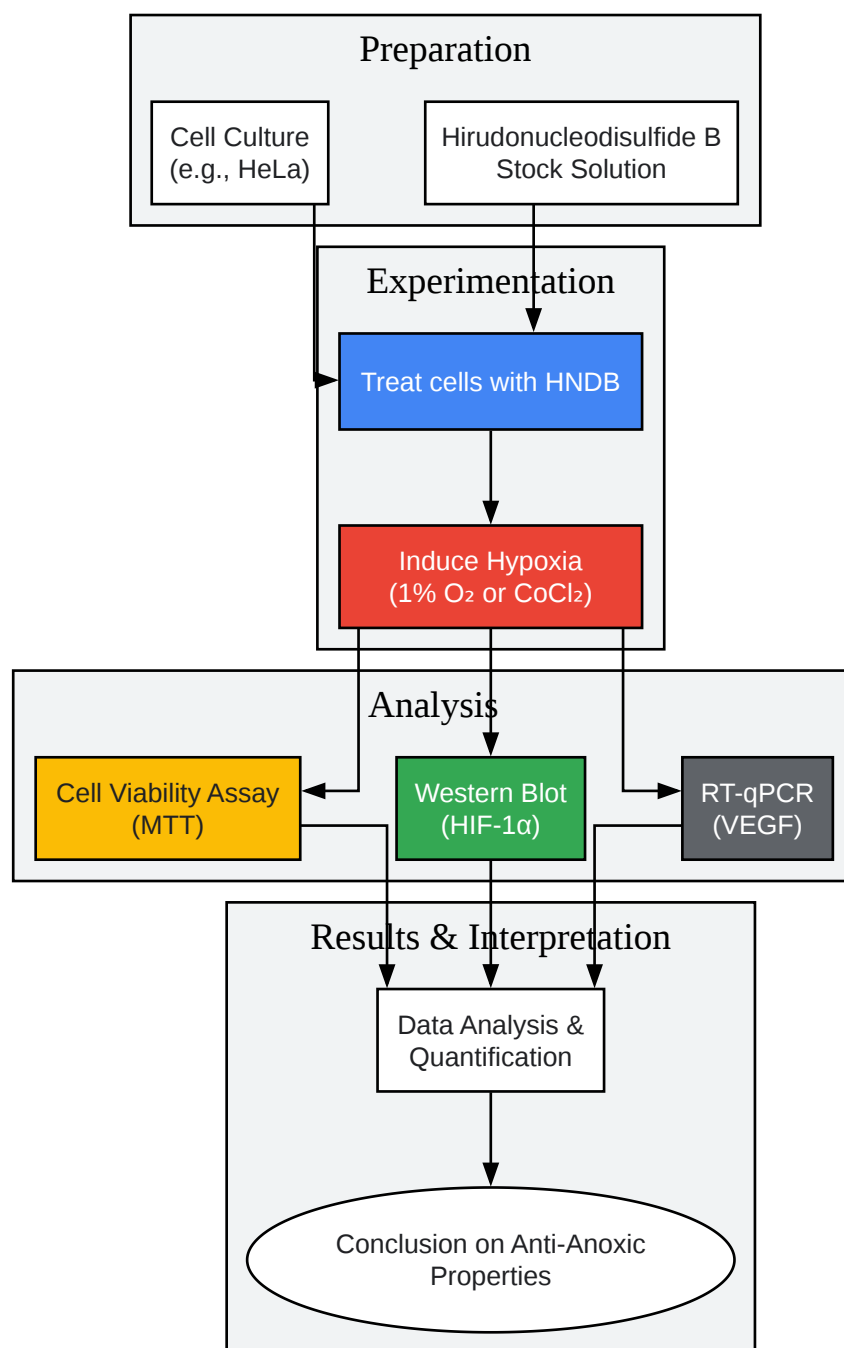 Preparation
Cell Culture
(e.g., HeLa)
Hirudonucleodisulfide B
Stock Solution
Experimentation
Treat cells with HNDB
Induce Hypoxia
(1% O₂ or CoCl₂)
Analysis
Cell Viability Assay
(MTT)
Western Blot
(HIF-1α)
RT-qPCR
(VEGF)
Results & Interpretation
Data Analysis &
Quantification
Conclusion on Anti-Anoxic
Properties